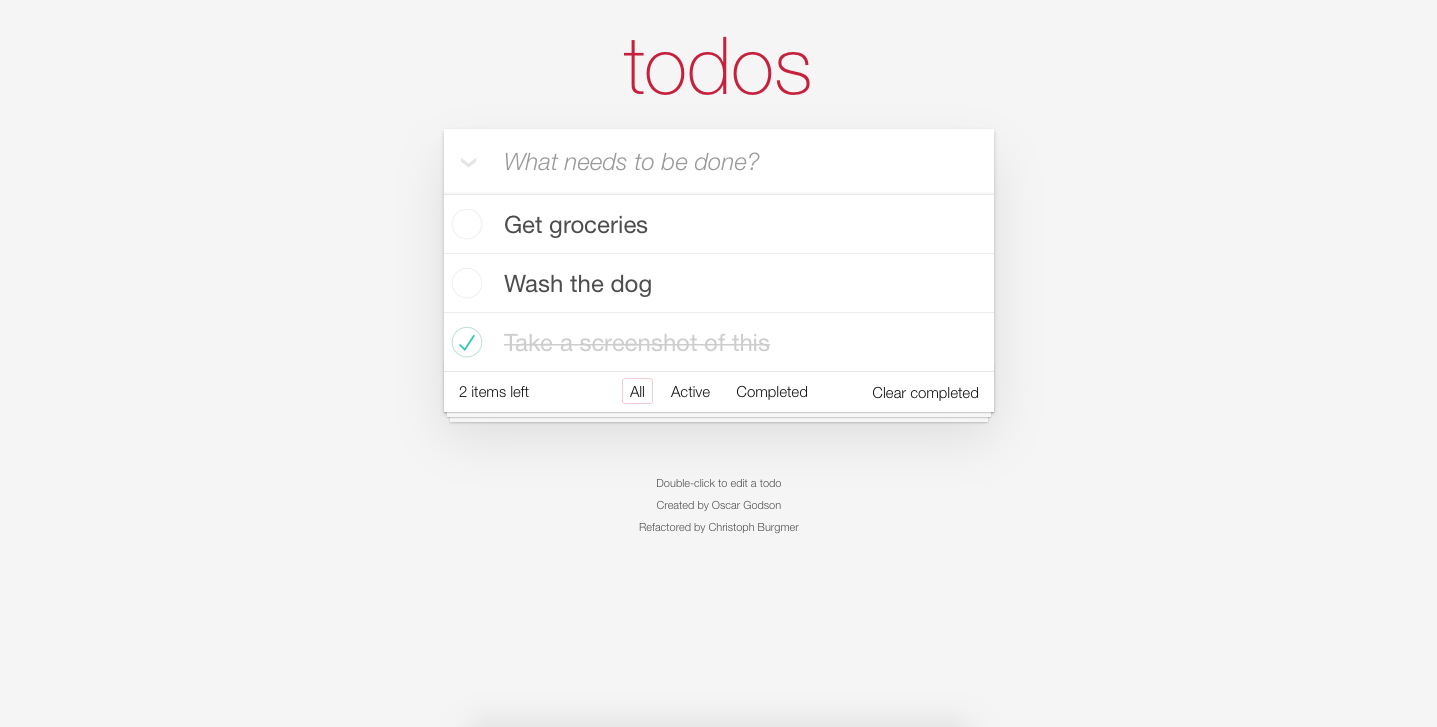 todos
What needs to be done?
Get groceries
Wash the dog
Take a screenshot of this
2 items left All Active Completed Clear completed
Double-click to edit a todo
Created by Oscar Godson
Refactored by Christoph Burgmer